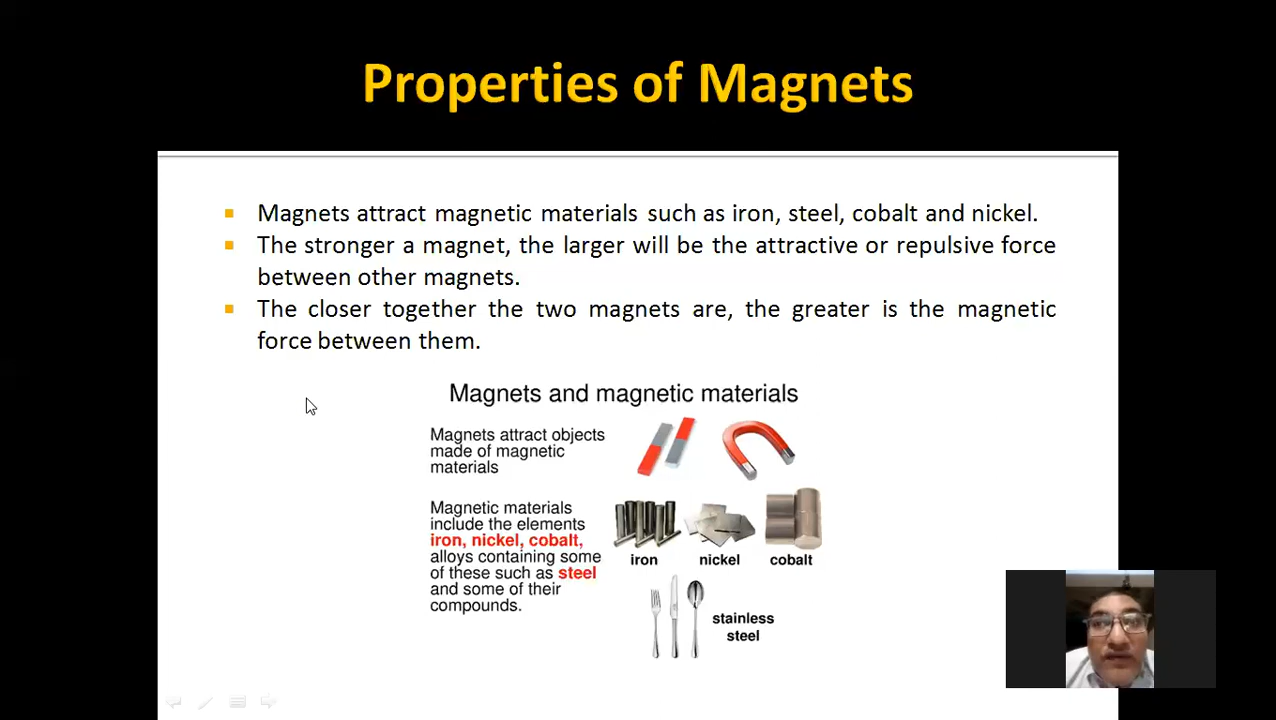 Properties of Magnets
Magnets attract magnetic materials such as iron, steel, cobalt and nickel.
The stronger a magnet, the larger will be the attractive or repulsive force
between other magnets.
The closer together the two magnets are, the greater is the magnetic
force between them.
Magnets and magnetic materials
Magnets attract objects
made of magnetic
materials
Magnetic materials
include the elements
iron, nickel, cobalt,
alloys containing some
of these such as steel
and some of their
compounds.
iron
nickel
cobalt
stainless
steel